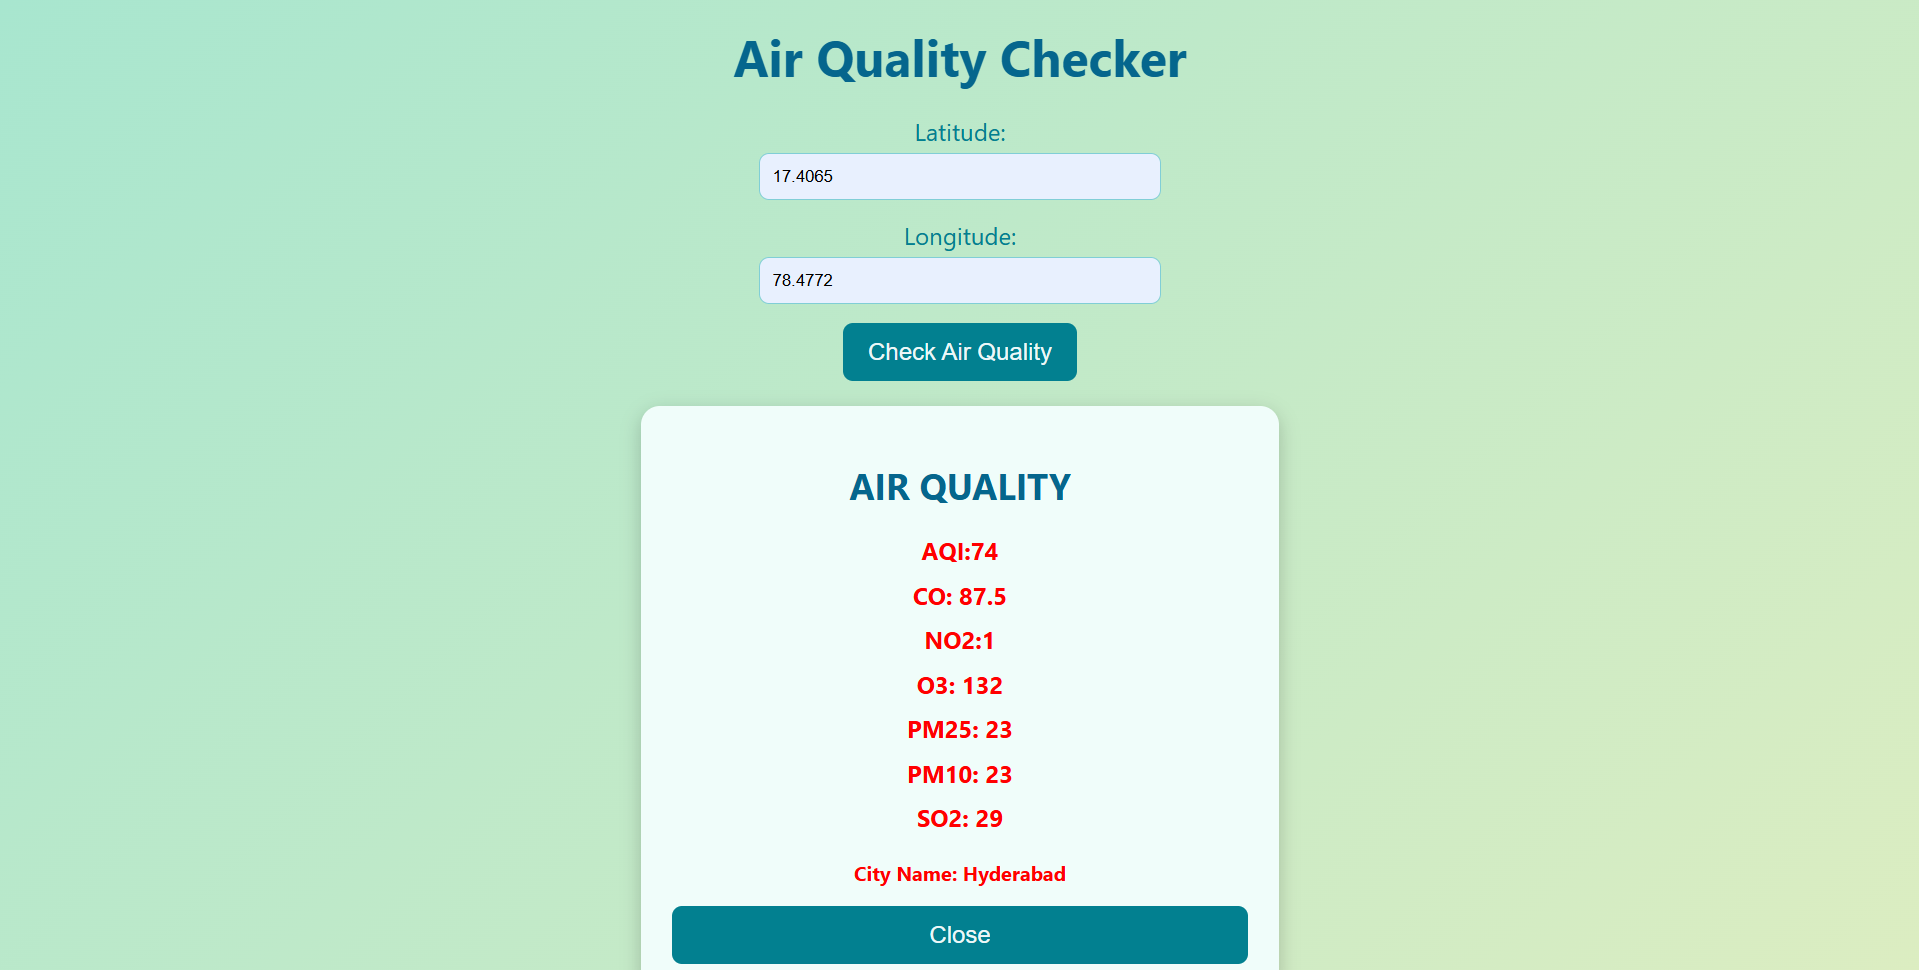 Air Quality Checker
Latitude:
17.4065
Longitude:
78.4772
Check Air Quality
AIR QUALITY
AQI:74
CO: 87.5
NO2:1
O3: 132
PM25: 23
PM10: 23
SO2: 29
City Name: Hyderabad
Close